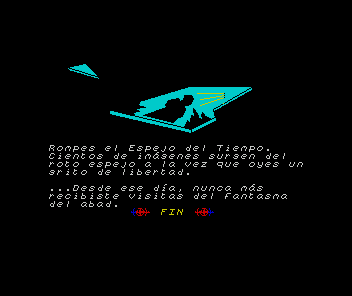 Rompes el Espejo del Tiempo.
Cientos de imágenes surgen del
roto espejo a la vez que oyes un
grito de libertad.
...Desde ese día, nunca más
recibiste visitas del Fantasma
del abad.
FIN